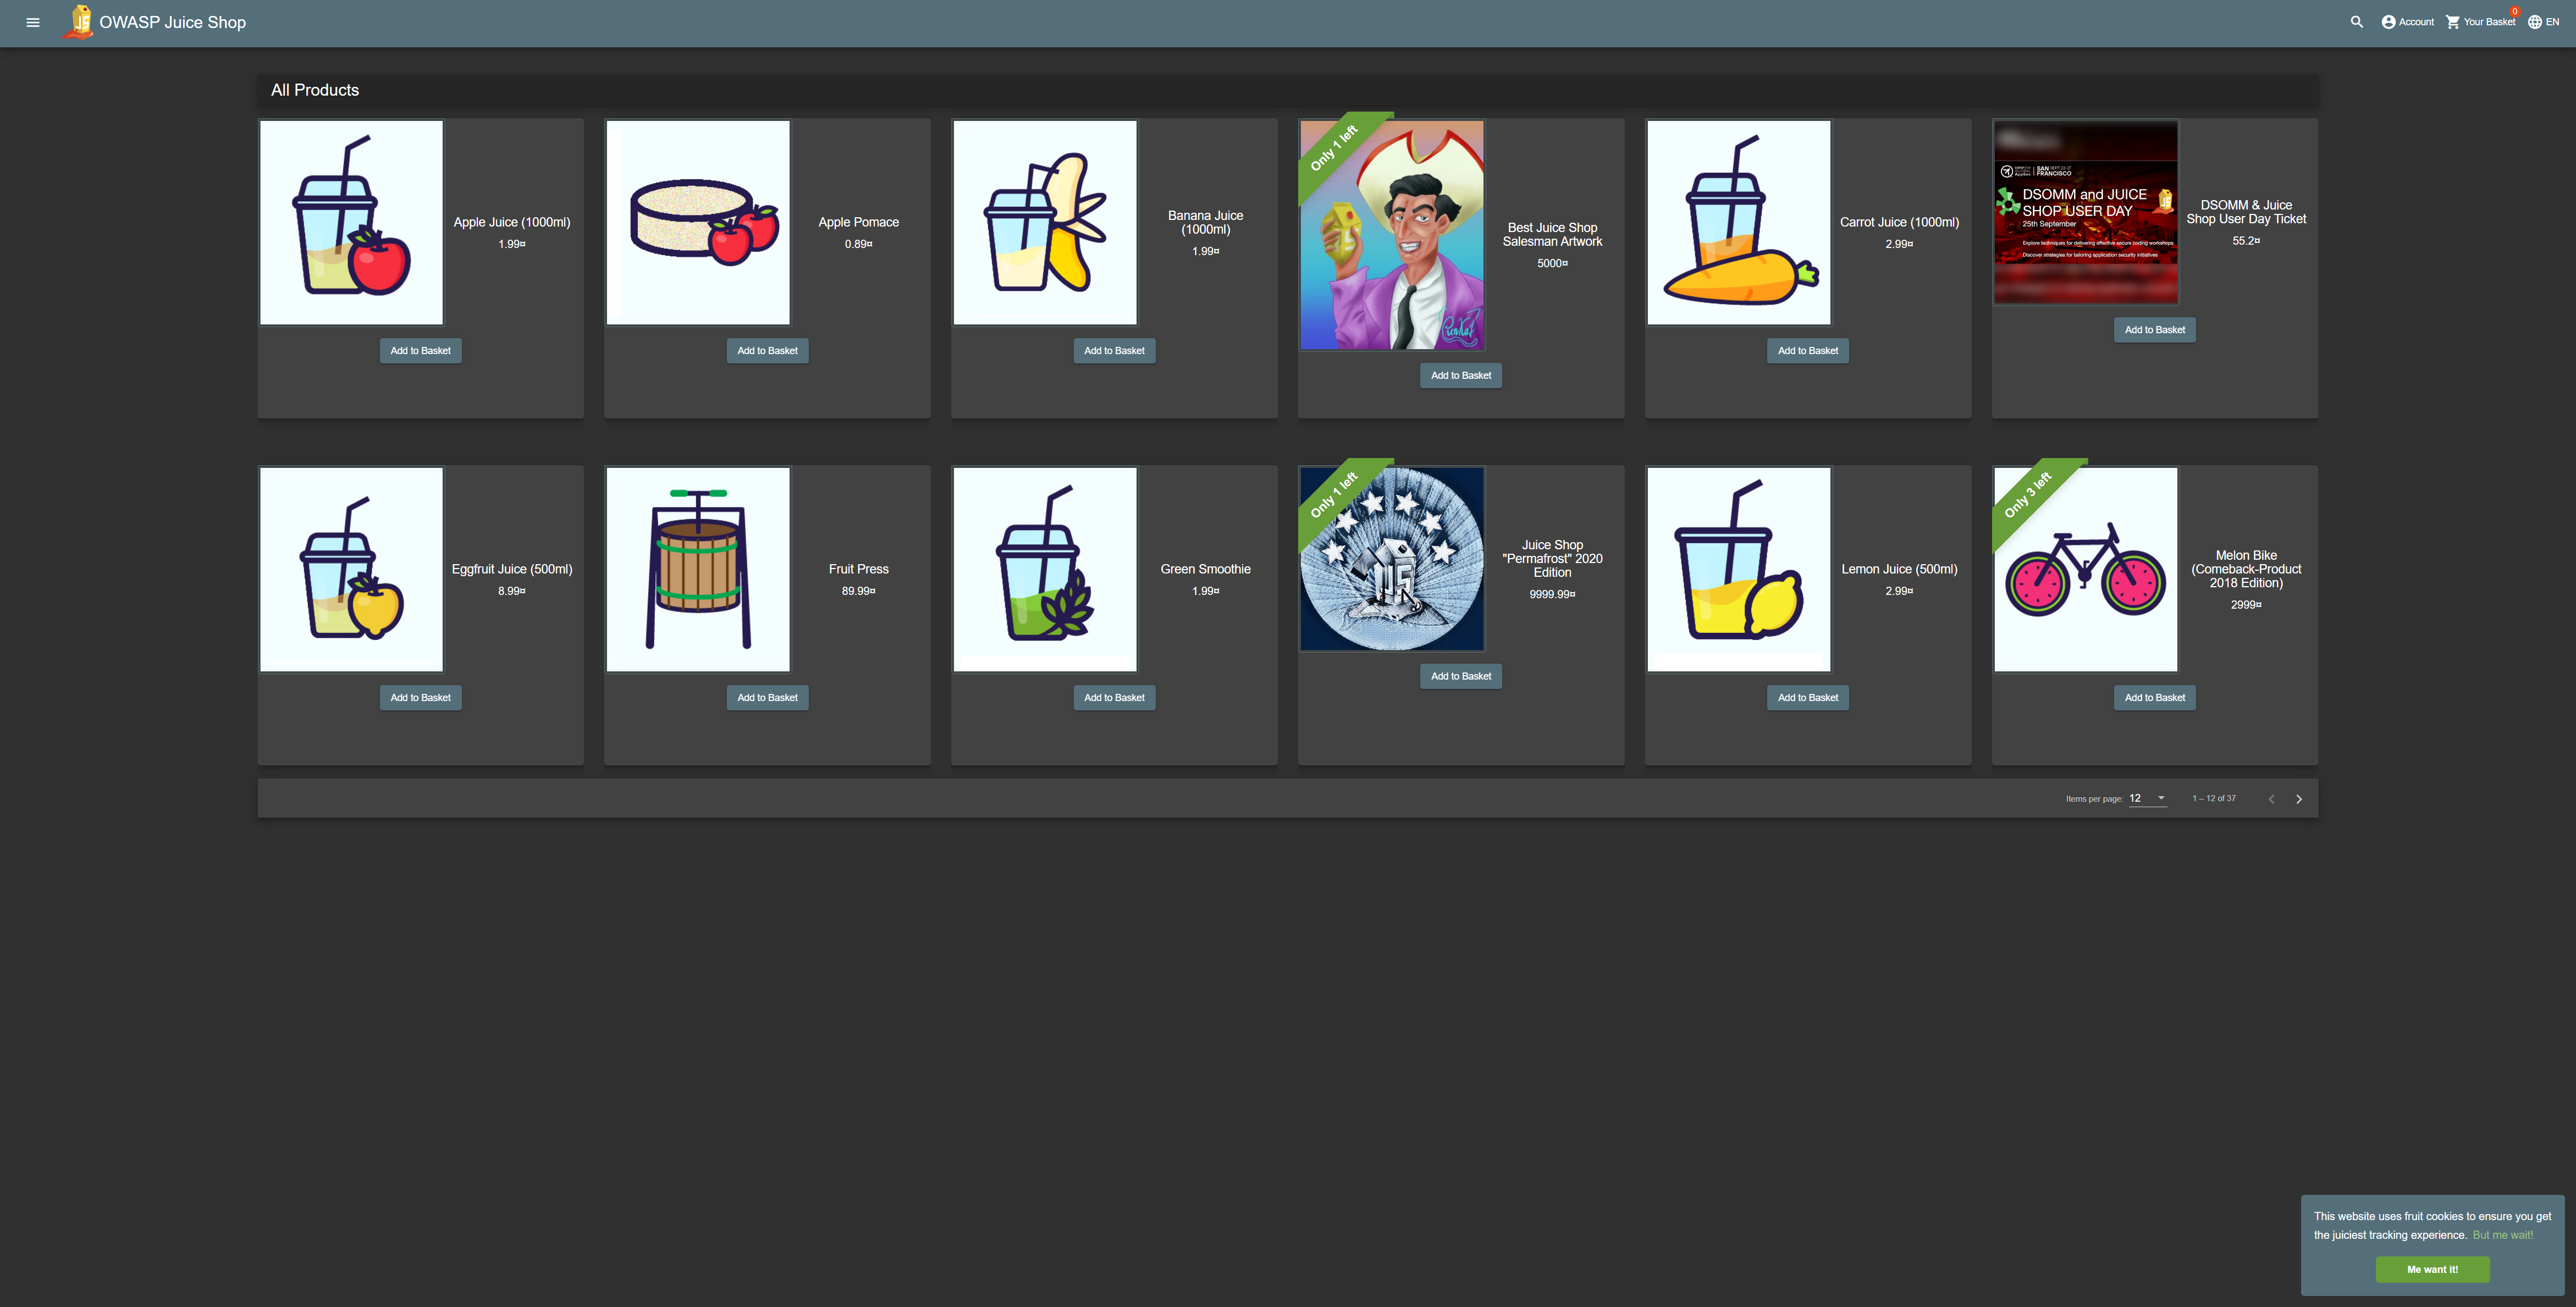 OWASP Juice Shop
Account
Your Basket
0
EN
All Products
Only 1 left
Apple Juice (1000ml)
1.99¤
Add to Basket
Apple Pomace
0.89¤
Add to Basket
Banana Juice
(1000ml)
1.99¤
Add to Basket
Best Juice Shop
Salesman Artwork
5000¤
Add to Basket
Carrot Juice (1000ml)
2.99¤
Add to Basket
SAN
FRANCISCO
SEPT 23-27
DSOMM and JUICE
SHOP USER DAY
25th September
Explore techniques for delivering effective secure coding workshops
Discover strategies for tailoring application security initiatives
DSOMM & Juice
Shop User Day Ticket
55.2¤
Add to Basket
Eggfruit Juice (500ml)
8.99¤
Add to Basket
Fruit Press
89.99¤
Add to Basket
Green Smoothie
1.99¤
Add to Basket
Only 1 left
Juice Shop
"Permafrost" 2020
Edition
9999.99¤
Add to Basket
Lemon Juice (500ml)
2.99¤
Add to Basket
Only 3 left
Melon Bike
(Comeback-Product
2018 Edition)
2999¤
Add to Basket
Items per page: 12
1 – 12 of 37
This website uses fruit cookies to ensure you get
the juiciest tracking experience. But me wait!
Me want it!